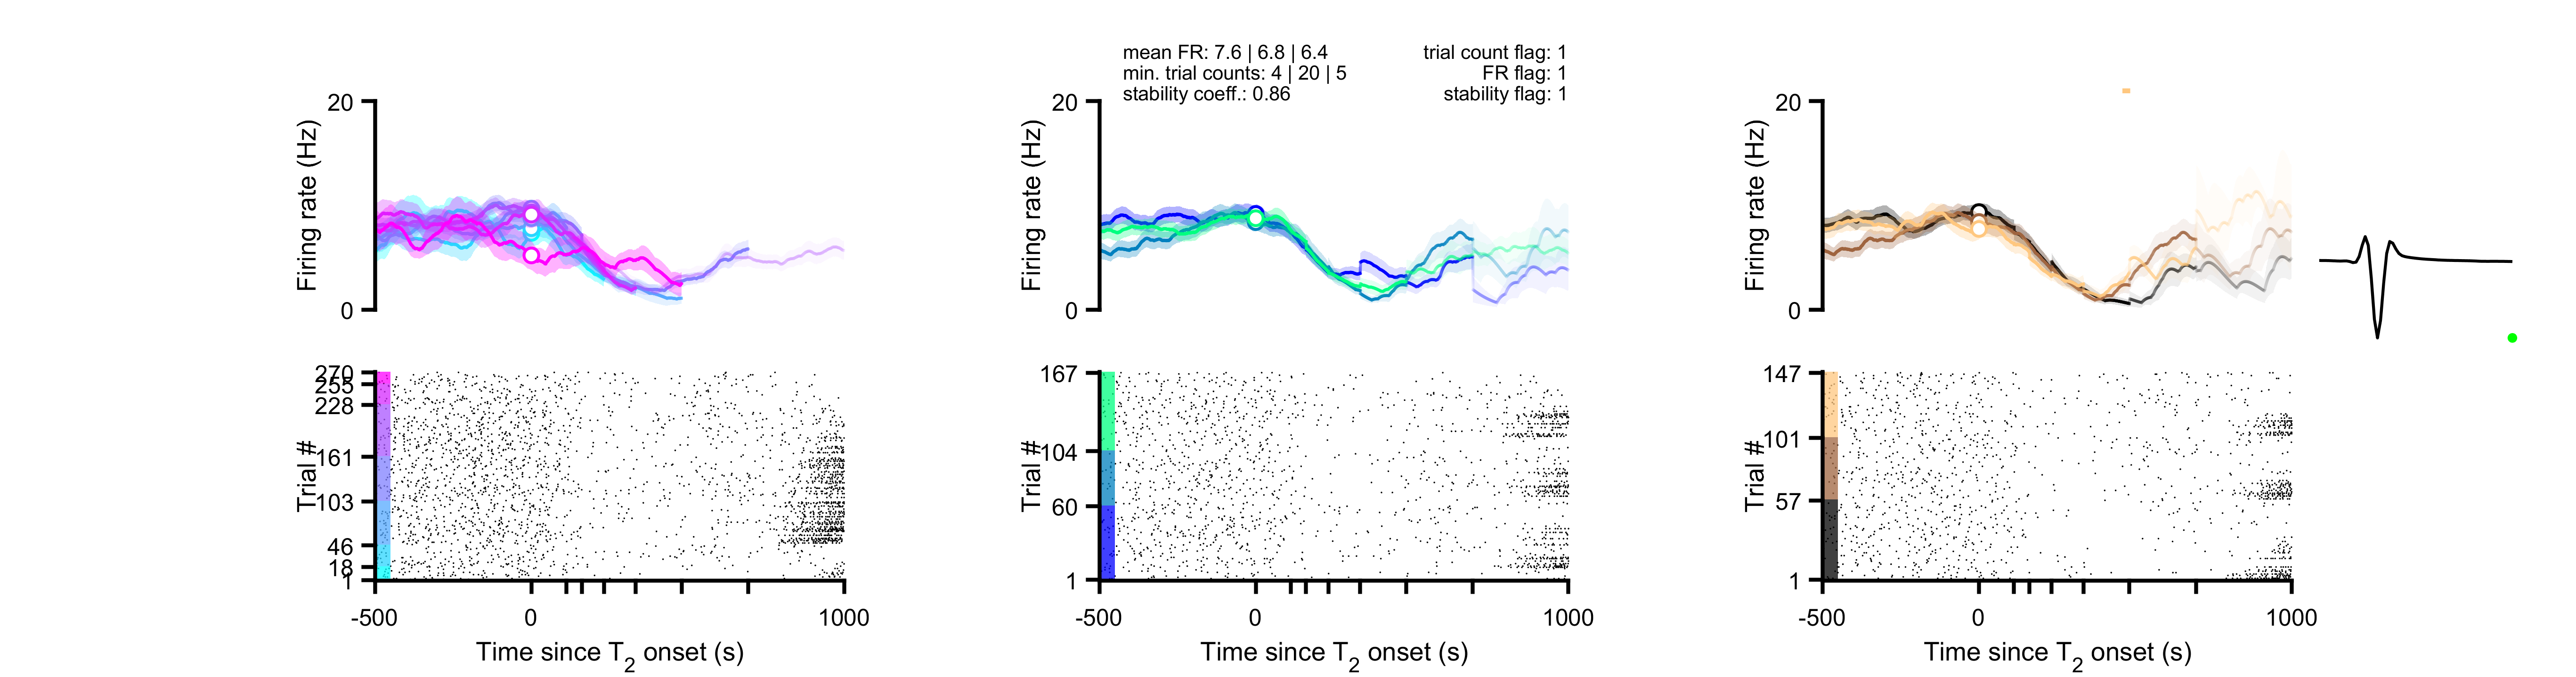 mean FR: 7.6 | 6.8 | 6.4
min. trial counts: 4 | 20 | 5
stability coeff.: 0.86
trial count flag: 1
FR flag: 1
stability flag: 1
20
Firing rate (Hz)
0
20
Firing rate (Hz)
0
20
Firing rate (Hz)
0
270
255
228
161
103
46
18
1
Trial #
-500
0
1000
Time since T2 onset (s)
167
104
60
1
Trial #
-500
0
1000
Time since T2 onset (s)
147
101
57
1
Trial #
-500
0
1000
Time since T2 onset (s)